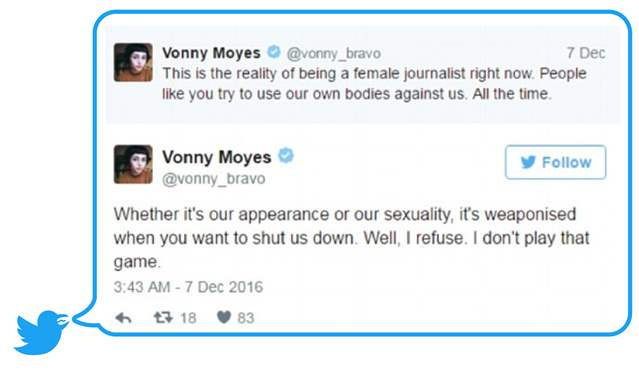 Vonny Moyes @vonny_bravo 7 Dec
This is the reality of being a female journalist right now. People
like you try to use our own bodies against us. All the time.
Vonny Moyes
Follow
@vonny_bravo
Whether it's our appearance or our sexuality, it's weaponised
when you want to shut us down. Well, I refuse. I don't play that
game.
3:43 AM - 7 Dec 2016
18 83